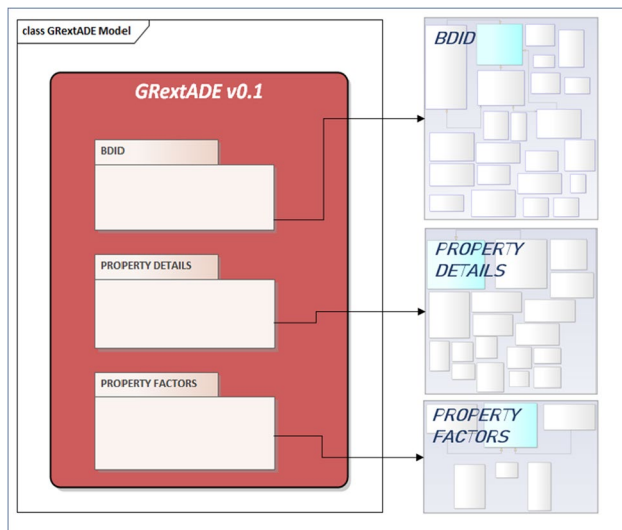 class GRextADE Model
GRextADE v0.1
BDID
PROPERTY DETAILS
PROPERTY FACTORS
BDID
PROPERTY
DETAILS
PROPERTY
FACTORS